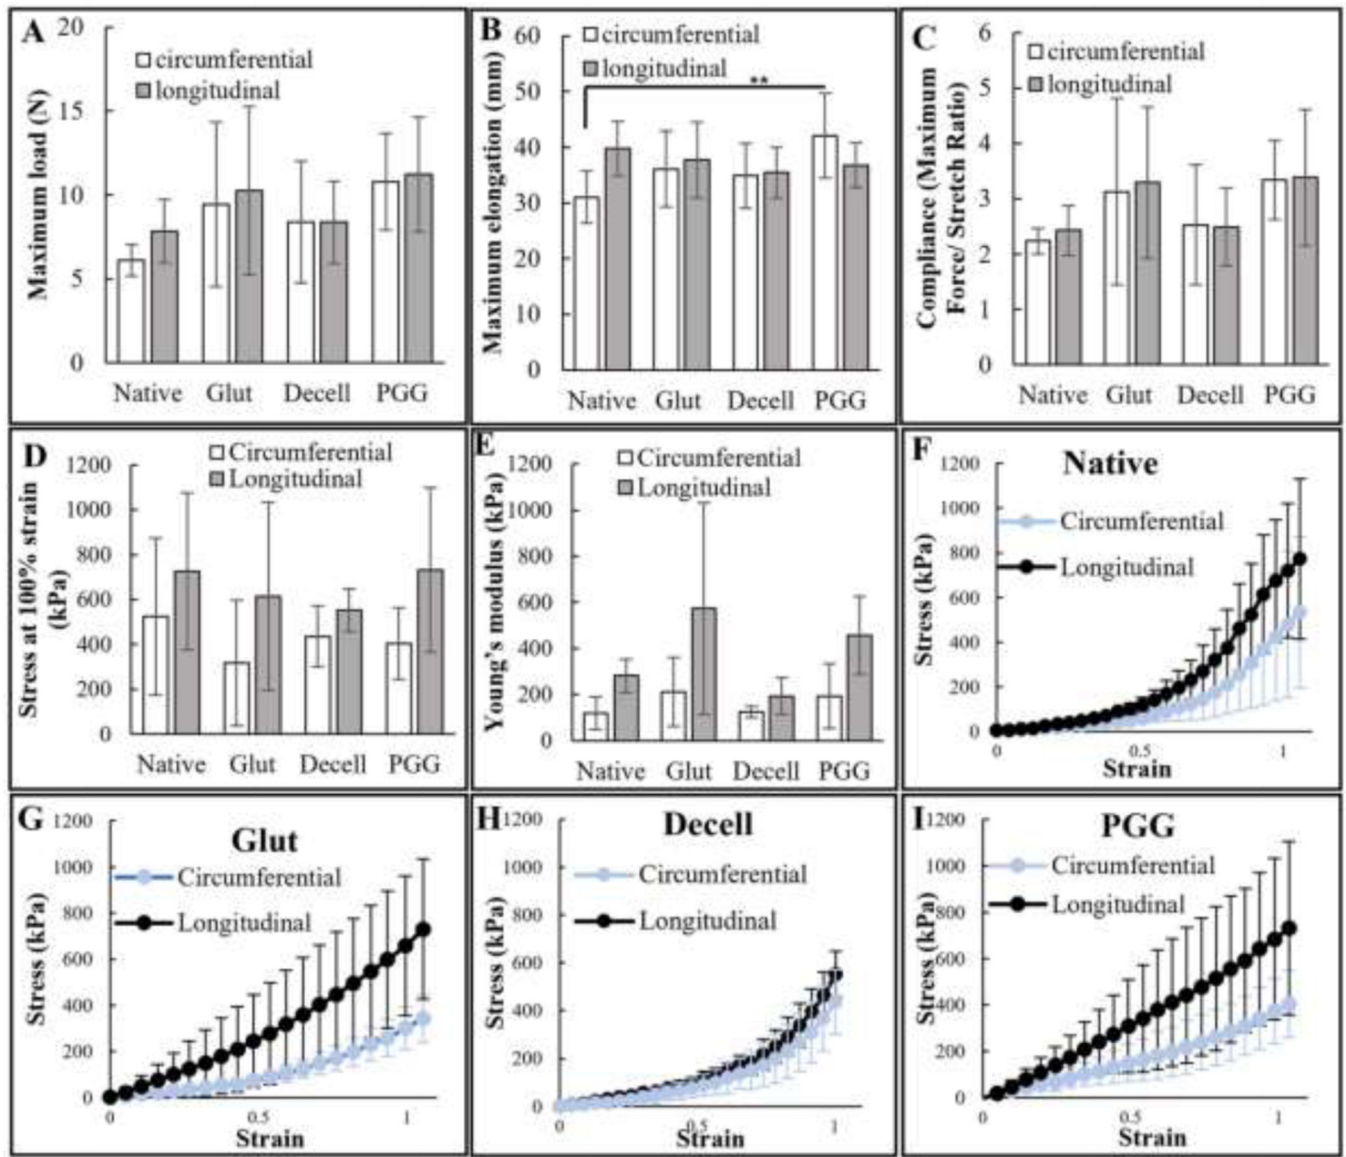 A
20
15
10
5
0
Maximum load (N)
circumferential
longitudinal
Native Glut Decell PGG
B
60
50
40
30
20
10
0
Maximum elongation (mm)
circumferential
longitudinal
**
Native Glut Decell PGG
C
6
5
4
3
2
1
0
Compliance (Maximum
Force/ Stretch Ratio)
circumferential
longitudinal
Native Glut Decell PGG
D
1200
1000
800
600
400
200
0
Stress at 100% strain
(kPa)
Circumferential
Longitudinal
Native Glut Decell PGG
E
1200
1000
800
600
400
200
0
Young's modulus (kPa)
Circumferential
Longitudinal
Native Glut Decell PGG
F
Native
1200
1000
800
600
400
200
0
Stress (kPa)
Circumferential
Longitudinal
0 0.5 1
Strain
G
Glut
1200
1000
800
600
400
200
0
Stress (kPa)
Circumferential
Longitudinal
0 0.5 1
Strain
H
Decell
1200
1000
800
600
400
200
0
Stress (kPa)
Circumferential
Longitudinal
0 0.5 1
Strain
I
PGG
1200
1000
800
600
400
200
0
Stress (kPa)
Circumferential
Longitudinal
0 0.5 1
Strain